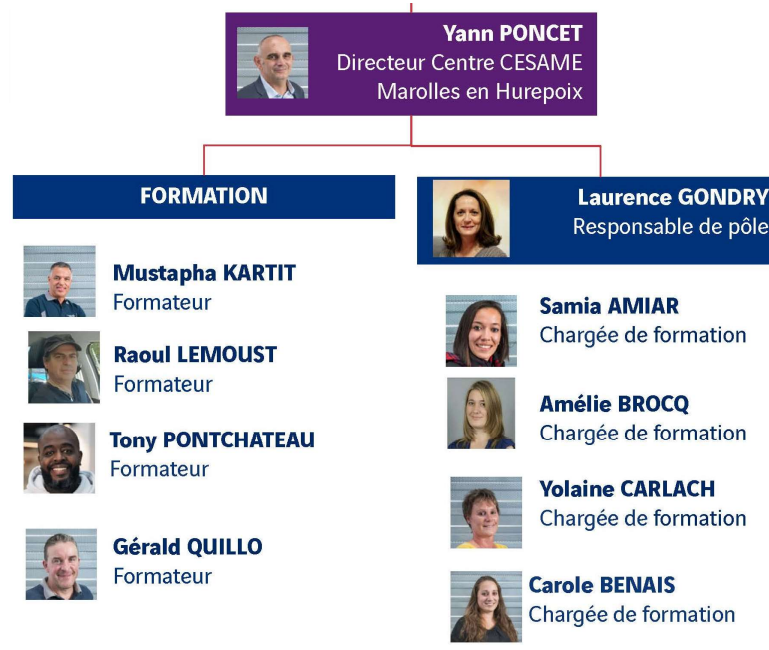 Yann PONCET
Directeur Centre CESAME
Marolles en Hurepoix
FORMATION
Mustapha KARTIT
Formateur
Raoul LEMOUST
Formateur
Tony PONTCHATEAU
Formateur
Gérald QUILLO
Formateur
Laurence GONDRY
Responsable de pôle
Samia AMIAR
Chargée de formation
Amélie BROCQ
Chargée de formation
Yolaine CARLACH
Chargée de formation
Carole BENAIS
Chargée de formation